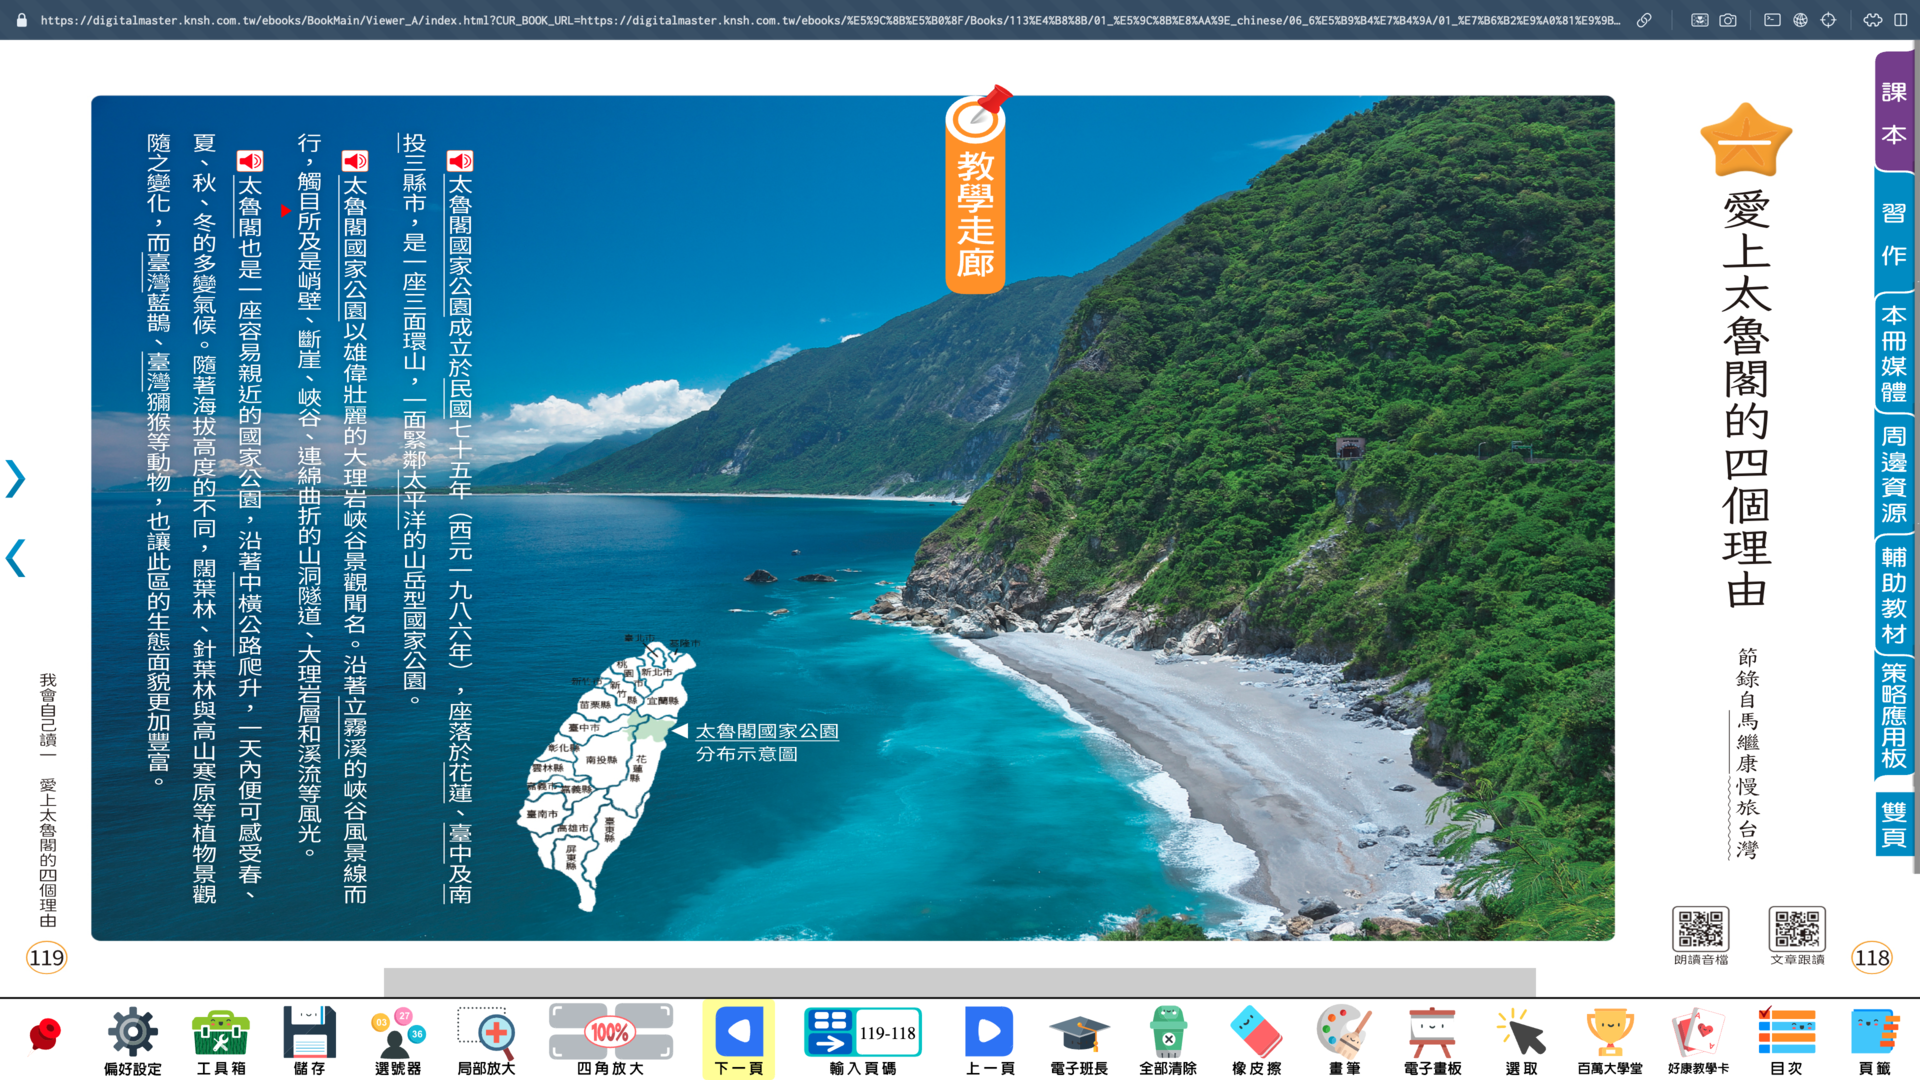 https://digitalmaster.knsh.com.tw/ebooks/BookMain/Viewer_A/index.html?CUR_BOOK_URL=https://digitalmaster.knsh.com.tw/ebooks/%E5%9C%8B%E5%B0%8F/Books/113%E4%B8%8B/01_%E5%9C%8B%E8%AA%9E_chinese/06_6%E5%B9%B4%E7%B4%9A/01_%E7%B6%B2%E9%A0%81%E9%9B…
一
愛上太魯閣的四個理由
節錄自馬繼康慢旅台灣
朗讀音檔
文章跟讀
118
教學走廊
太魯閣國家公園成立於民國七十五年（西元一九八六年），座落於花蓮、臺中及南
投三縣市，是一座三面環山，一面緊鄰太平洋的山岳型國家公園。
太魯閣國家公園以雄偉壯麗的大理岩峽谷景觀聞名。沿著立霧溪的峽谷風景線而
行，觸目所及是峭壁、斷崖、峽谷、連綿曲折的山洞隧道、大理岩層和溪流等風光。
太魯閣也是一座容易親近的國家公園，沿著中橫公路爬升，一天內便可感受春、
夏、秋、冬的多變氣候。隨著海拔高度的不同，闊葉林、針葉林與高山寒原等植物景觀
隨之變化，而臺灣藍鵲、臺灣獼猴等動物，也讓此區的生態面貌更加豐富。
臺北市
基隆市
桃園市
新北市
新竹市
新竹縣
宜蘭縣
苗栗縣
臺中市
彰化縣
南投縣
花蓮縣
雲林縣
嘉義市
嘉義縣
臺南市
高雄市
臺東縣
屏東縣
太魯閣國家公園
分布示意圖
我會自己讀一 愛上太魯閣的四個理由
119
課本
習作
本冊媒體
周邊資源
輔助教材
策略應用板
雙頁
偏好設定
工具箱
儲存
03
27
36
選號器
局部放大
100%
四角放大
下一頁
119-118
輸入頁碼
上一頁
電子班長
全部清除
橡皮擦
畫筆
電子畫板
選取
百萬大學堂
好康教學卡
目次
頁籤